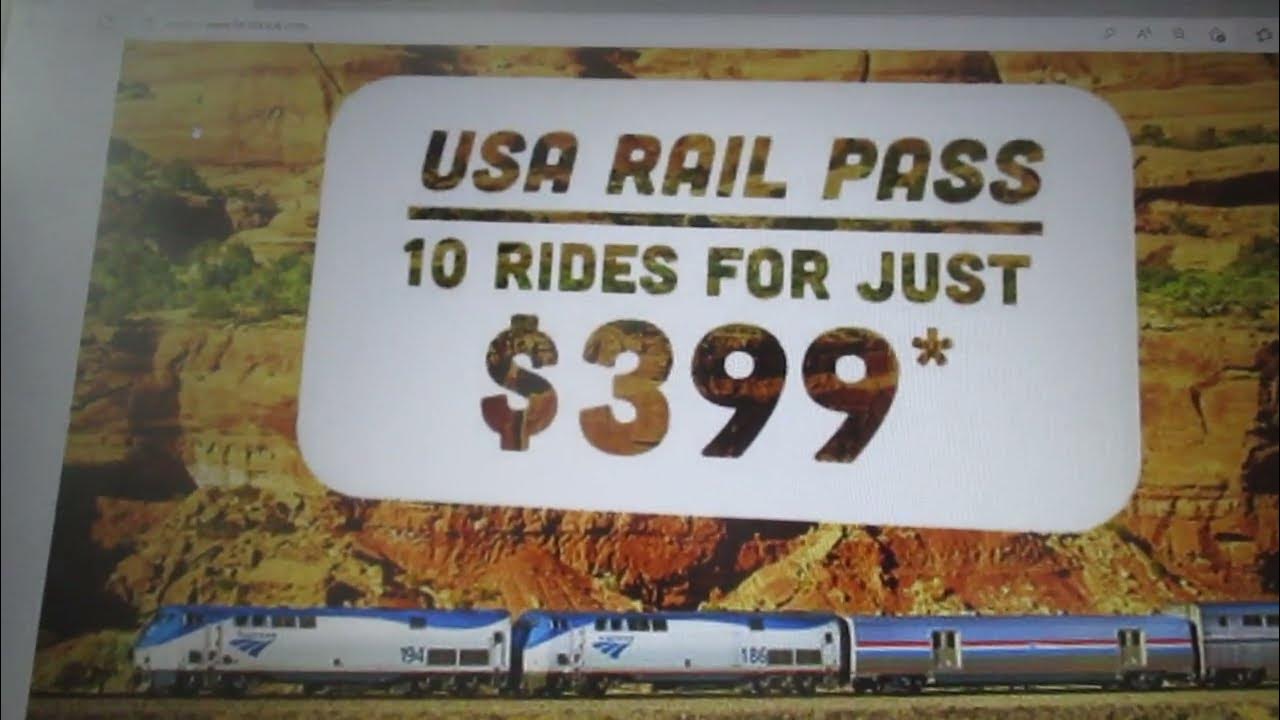 USA RAIL PASS
10 RIDES FOR JUST
$399*
194
186